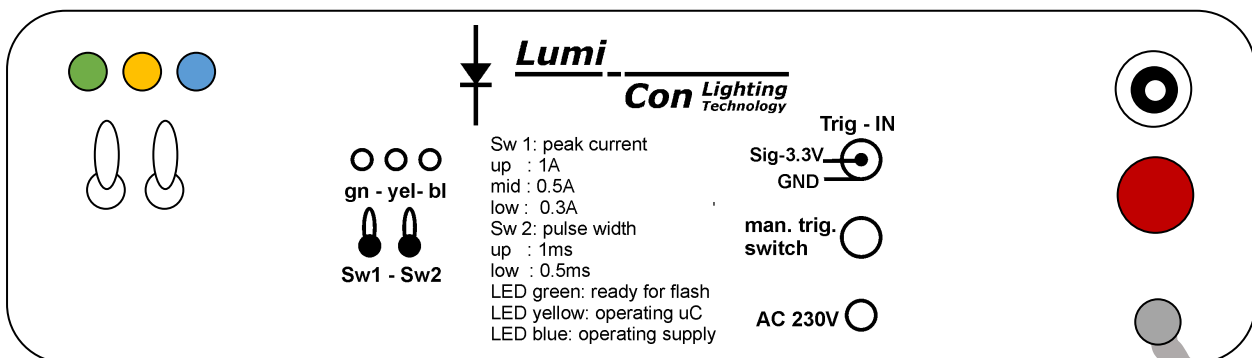 Lumi
Con Lighting
Technology
gn - yel- bl
Sw1 - Sw2
Sw 1: peak current
up : 1A
mid : 0.5A
low : 0.3A
Sw 2: pulse width
up : 1ms
low : 0.5ms
LED green: ready for flash
LED yellow: operating uC
LED blue: operating supply
Trig - IN
Sig-3.3V
GND
man. trig.
switch
AC 230V